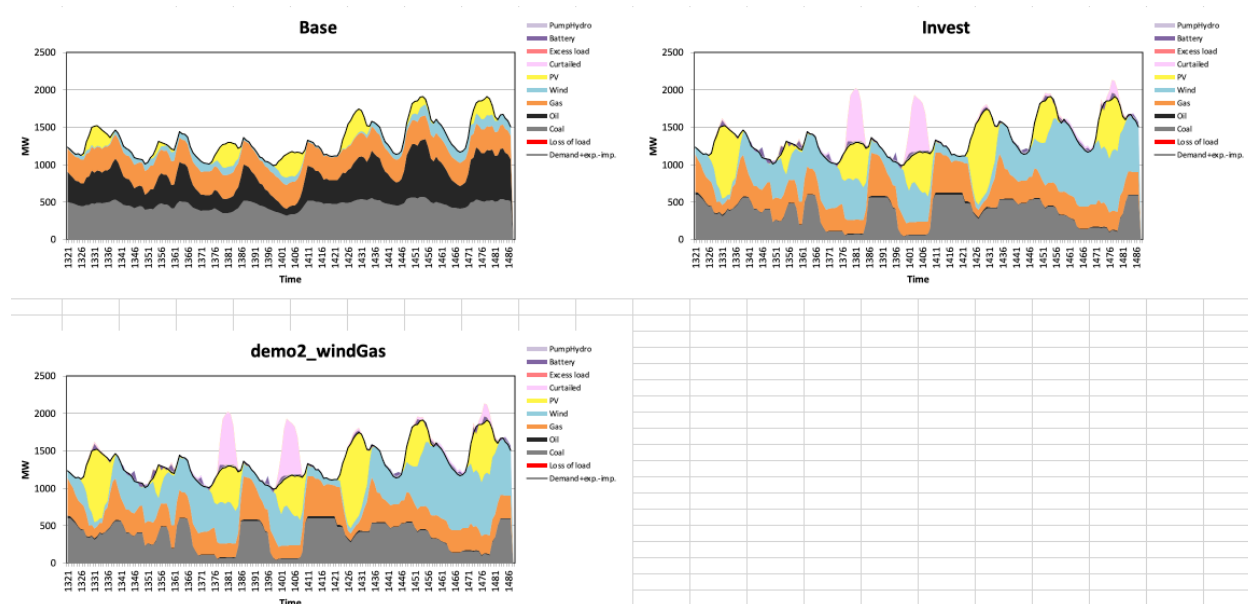 Base
2500
2000
1500
1000
500
0
MW
1321 1326 1331 1336 1341 1346 1351 1356 1361 1366 1371 1376 1381 1386 1391 1396 1401 1406 1411 1416 1421 1426 1431 1436 1441 1446 1451 1456 1461 1466 1471 1476 1481 1486
Time
PumpHydro
Battery
Excess load
Curtailed
PV
Wind
Gas
Oil
Coal
Loss of load
Demand+exp.-imp.
Invest
2500
2000
1500
1000
500
0
MW
1321 1326 1331 1336 1341 1346 1351 1356 1361 1366 1371 1376 1381 1386 1391 1396 1401 1406 1411 1416 1421 1426 1431 1436 1441 1446 1451 1456 1461 1466 1471 1476 1481 1486
Time
PumpHydro
Battery
Excess load
Curtailed
PV
Wind
Gas
Oil
Coal
Loss of load
Demand+exp.-imp.
demo2_windGas
2500
2000
1500
1000
500
0
MW
1321 1326 1331 1336 1341 1346 1351 1356 1361 1366 1371 1376 1381 1386 1391 1396 1401 1406 1411 1416 1421 1426 1431 1436 1441 1446 1451 1456 1461 1466 1471 1476 1481 1486
Time
PumpHydro
Battery
Excess load
Curtailed
PV
Wind
Gas
Oil
Coal
Loss of load
Demand+exp.-imp.